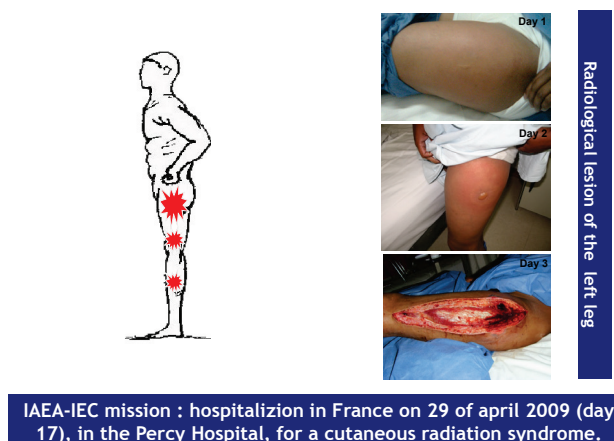 Day 1
Day 2
Day 3
Radiological lesion of the left leg
IAEA-IEC mission : hospitalizion in France on 29 of april 2009 (day
17), in the Percy Hospital, for a cutaneous radiation syndrome.